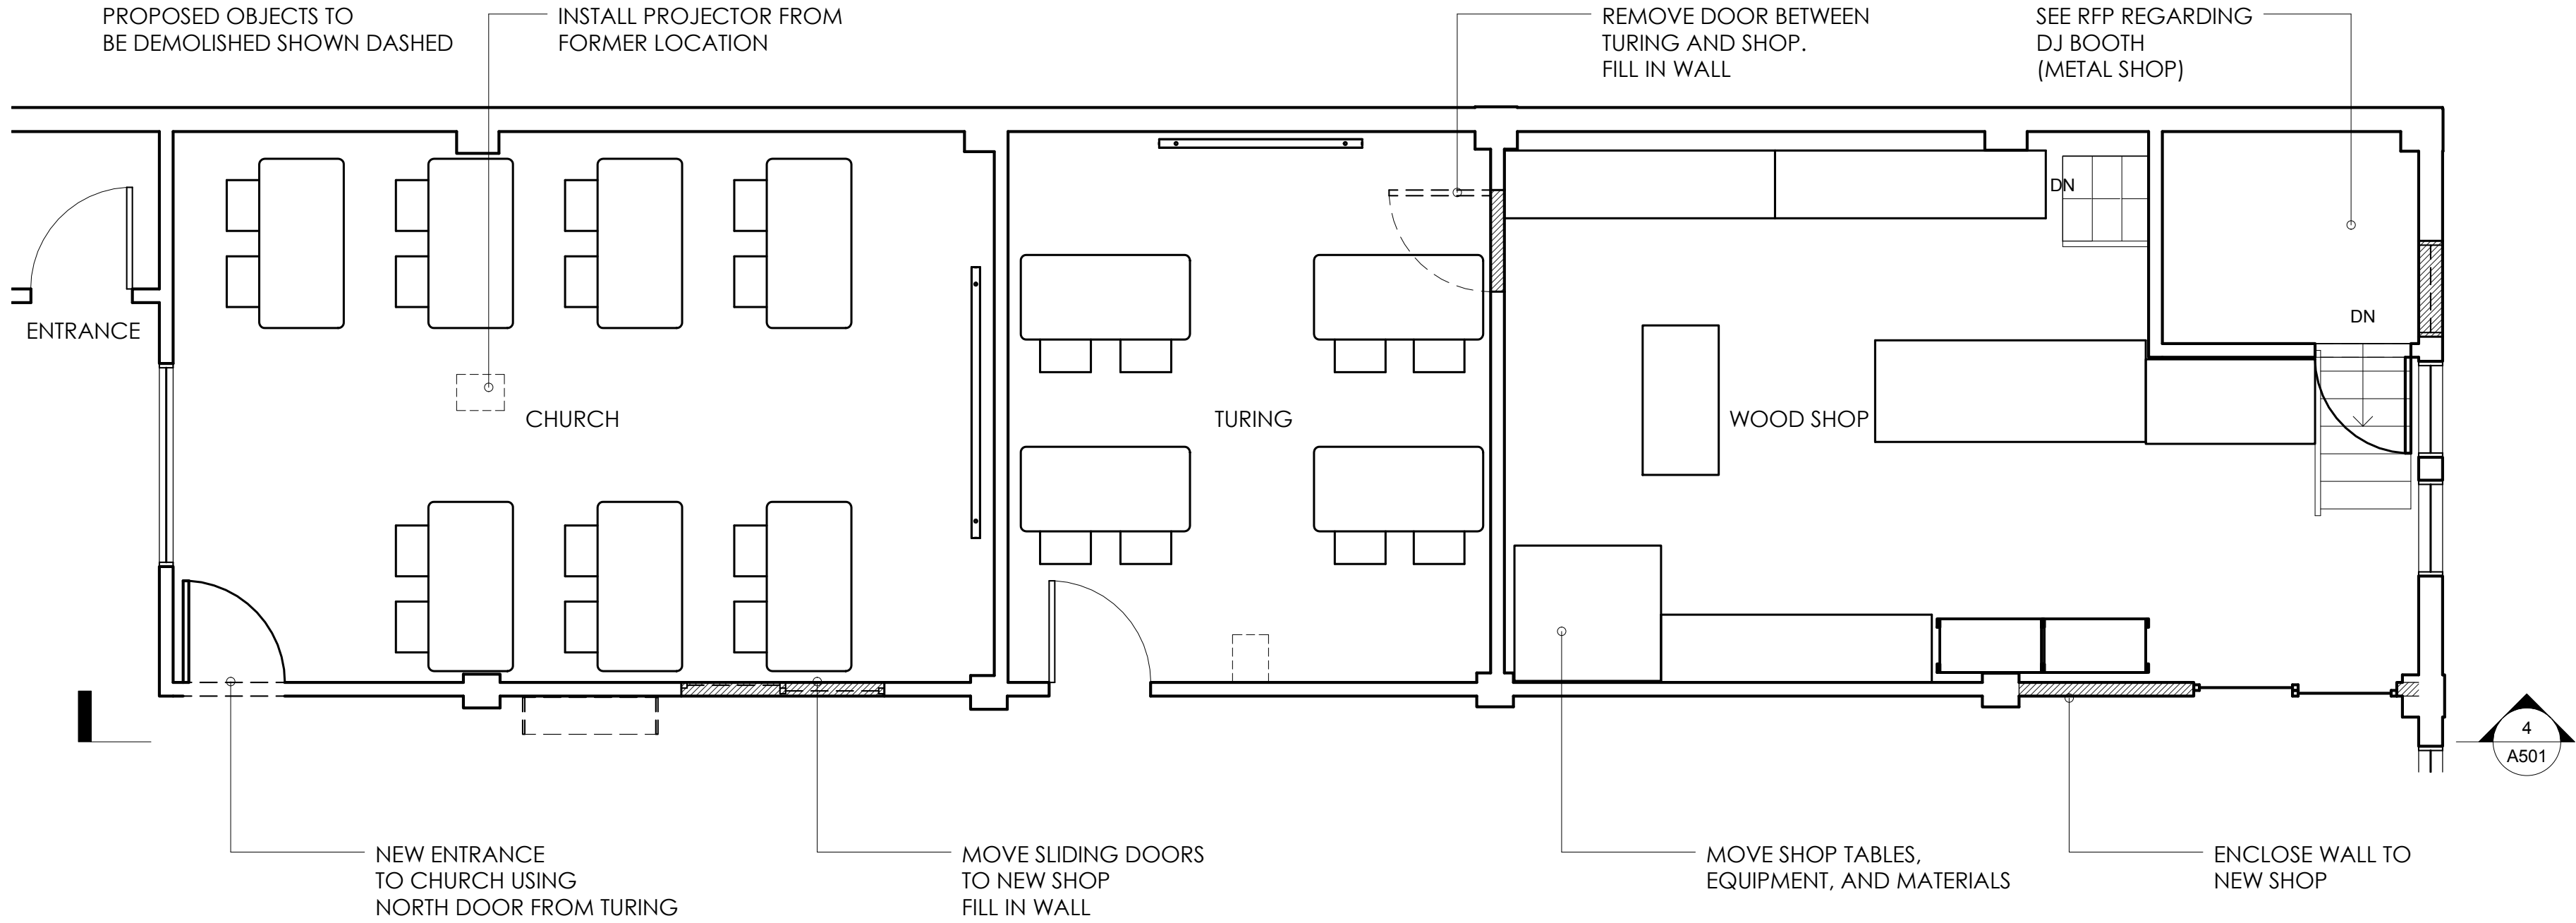 PROPOSED OBJECTS TO
BE DEMOLISHED SHOWN DASHED
INSTALL PROJECTOR FROM
FORMER LOCATION
REMOVE DOOR BETWEEN
TURING AND SHOP.
FILL IN WALL
SEE RFP REGARDING
DJ BOOTH
(METAL SHOP)
DN
DN
ENTRANCE
CHURCH
TURING
WOOD SHOP
4
A501
NEW ENTRANCE
TO CHURCH USING
NORTH DOOR FROM TURING
MOVE SLIDING DOORS
TO NEW SHOP
FILL IN WALL
MOVE SHOP TABLES,
EQUIPMENT, AND MATERIALS
ENCLOSE WALL TO
NEW SHOP